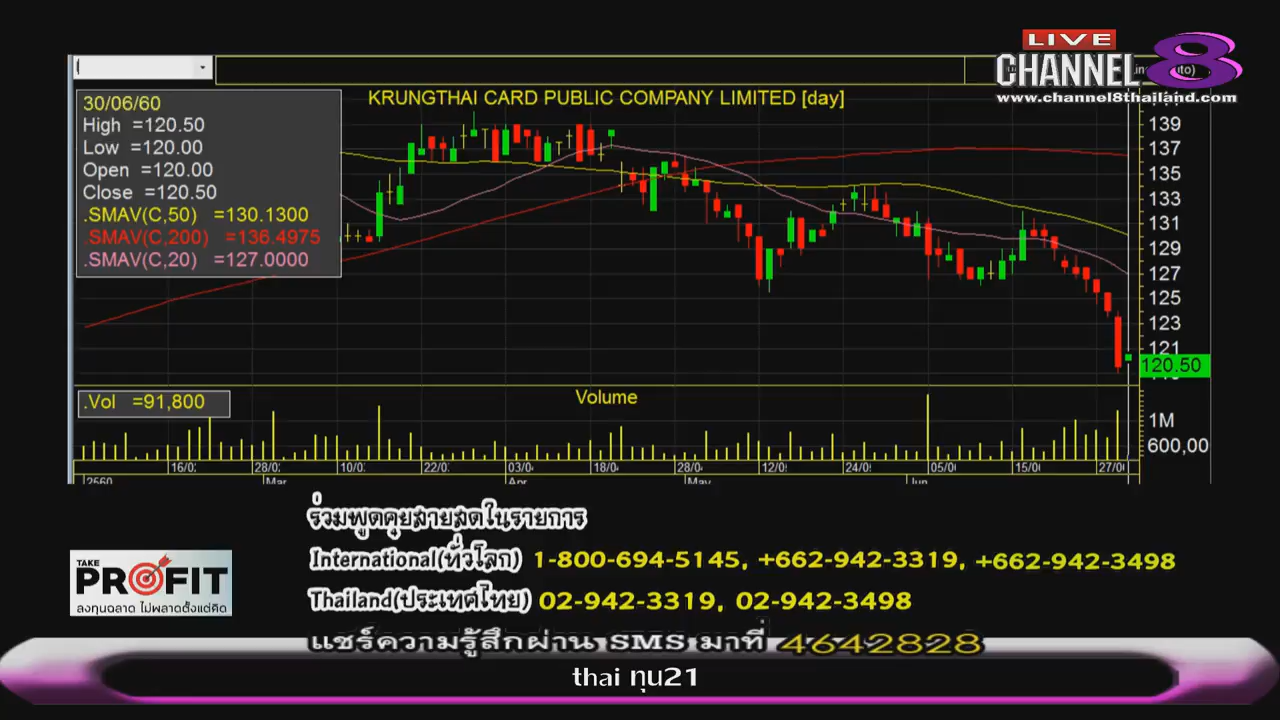 LIVE
CHANNEL 8
www.channel8thailand.com
KRUNGTHAI CARD PUBLIC COMPANY LIMITED [day]
30/06/60
High =120.50
Low =120.00
Open =120.00
Close =120.50
.SMAV(C,50) =130.1300
.SMAV(C,200) =136.4975
.SMAV(C,20) =127.0000
139
137
135
133
131
129
127
125
123
121
120.50
.Vol =91,800
Volume
1M
600,00
16/0 28/0 10/0 22/0 03/0 18/0 28/0 12/0 24/0 05/0 15/0 27/0
2560 Mar Apr May Jun
ร่วมพูดคุยสายสดในรายการ
International(ทั่วโลก) 1-800-694-5145, +662-942-3319, +662-942-3498
Thailand(ประเทศไทย) 02-942-3319, 02-942-3498
แชร์ความรู้สึกผ่าน SMS มาที่ 4642828
TAKE
PROFIT
ลงทุนฉลาด ไม่พลาดตั้งแต่คิด
thai ทุน21